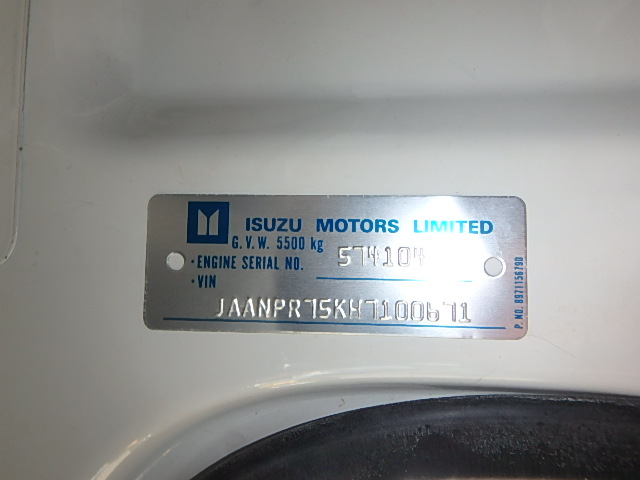 ISUZU MOTORS LIMITED
G.V.W. 5500 kg
·ENGINE SERIAL NO. 574104
·VIN
JAANPR75KH7100671
P.NO. 8971156790